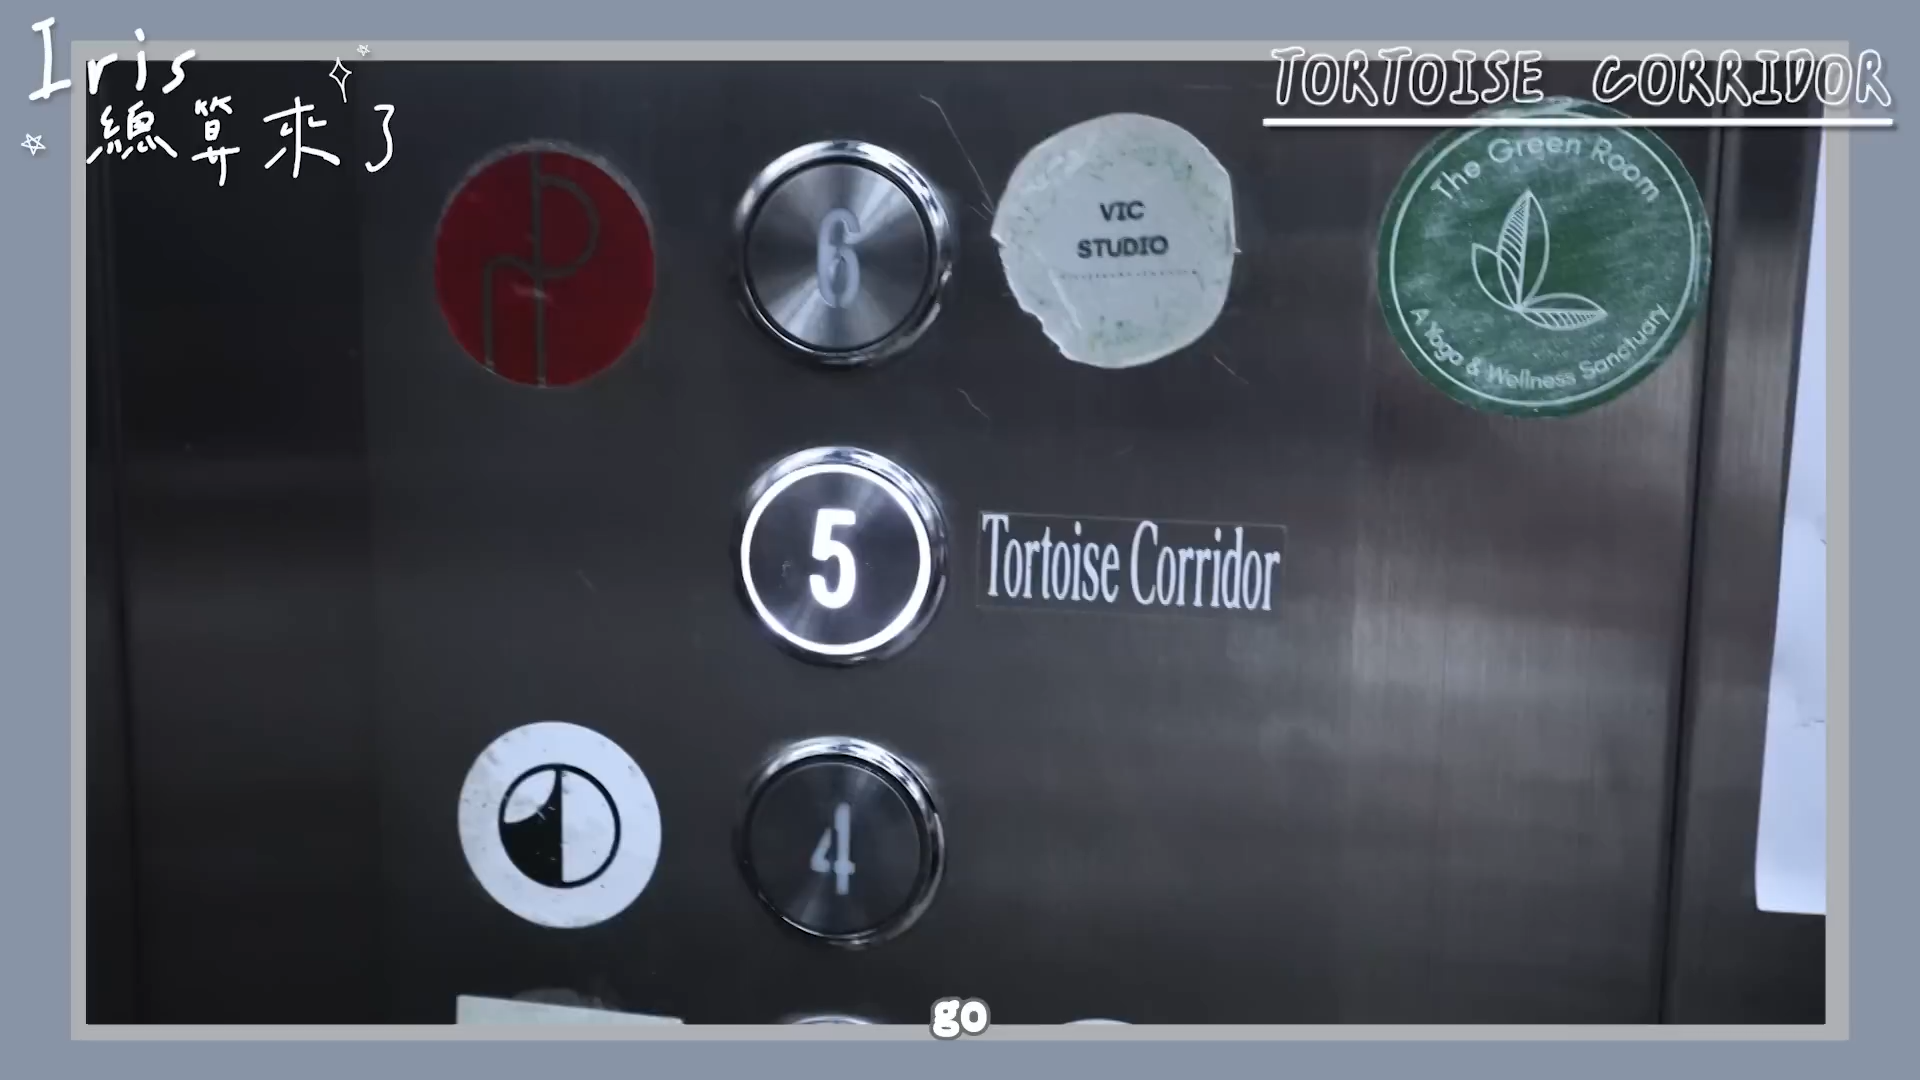 Iris
總算來了
TORTOISE CORRIDOR
6
VIC
STUDIO
The Green Room
A Yoga & Wellness Sanctuary
5
Tortoise Corridor
4
go